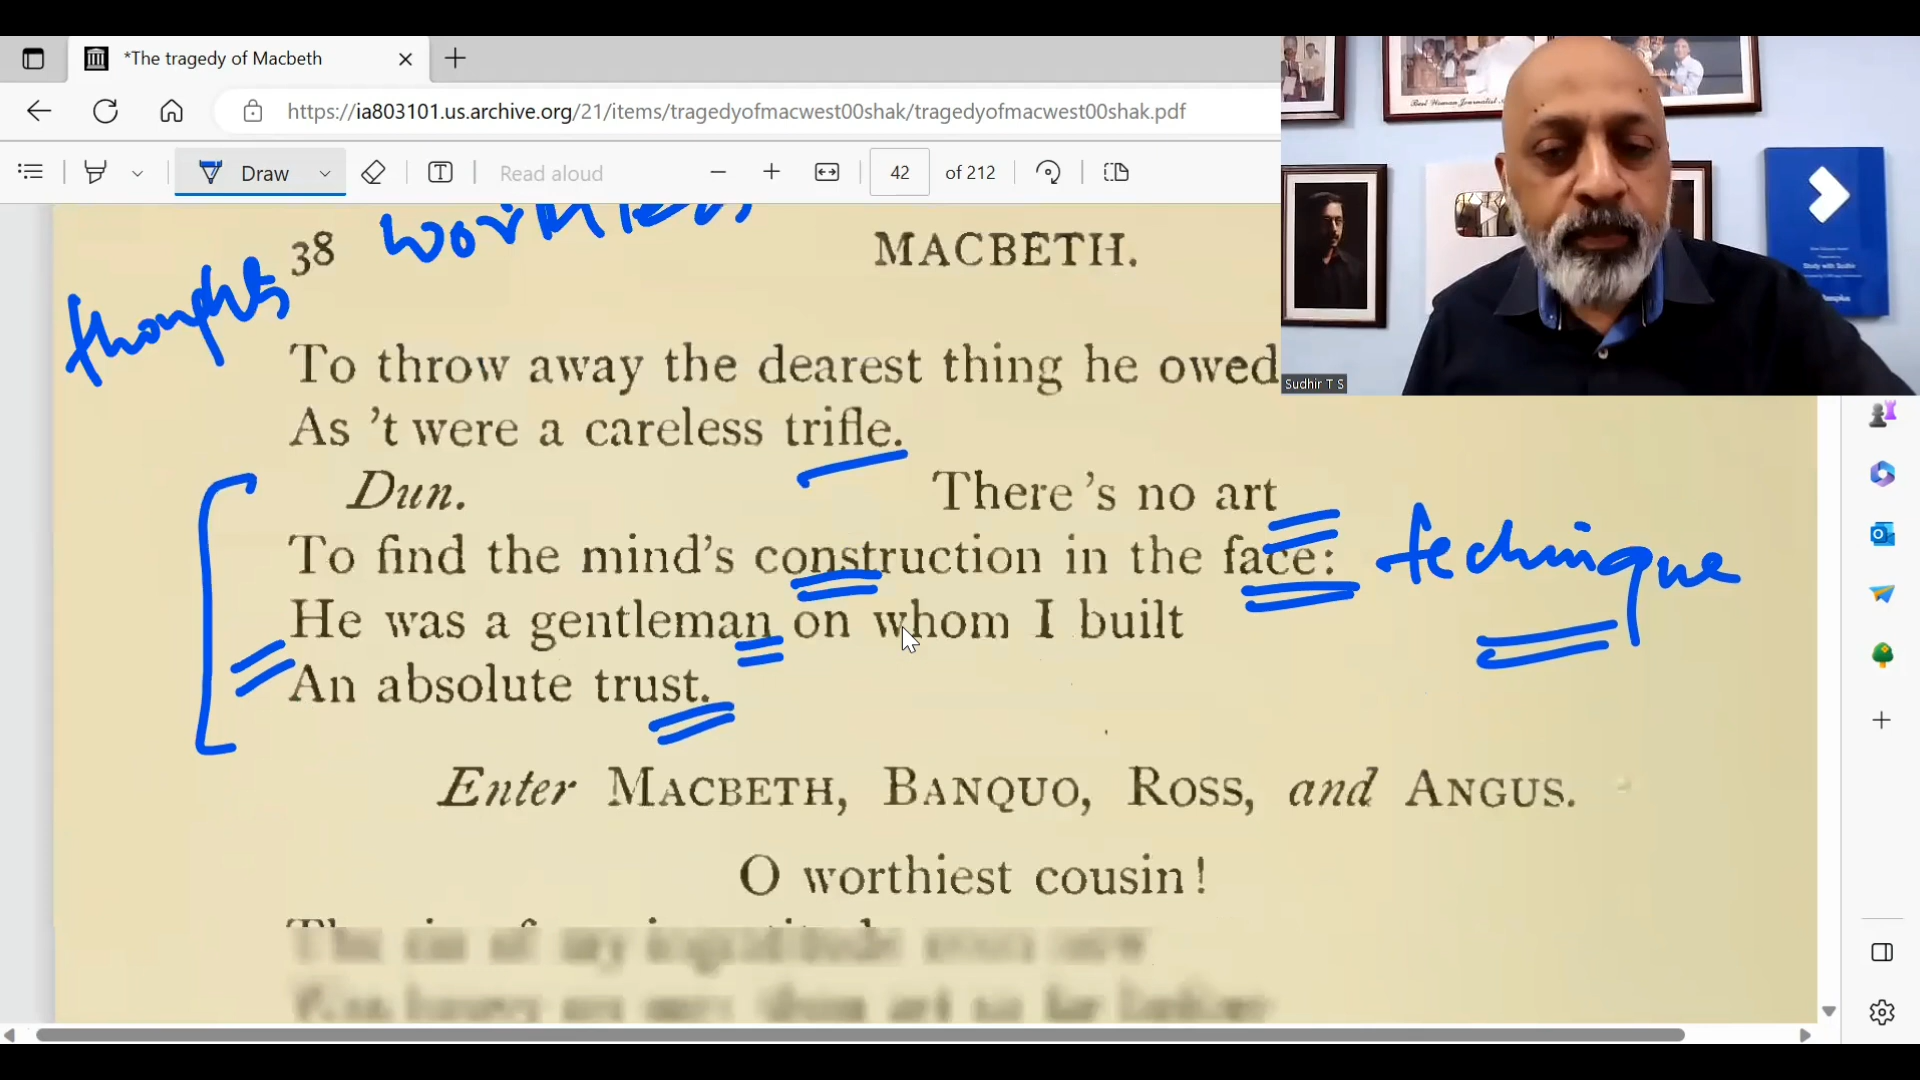 *The tragedy of Macbeth
https://ia803101.us.archive.org/21/items/tragedyofmacwest00shak/tragedyofmacwest00shak.pdf
Draw
Read aloud
42 of 212
Sudhir T S
38
MACBETH.
thoughts
To throw away the dearest thing he owed
As 't were a careless trifle.
Dun. There's no art
To find the mind's construction in the face:
technique
He was a gentleman on whom I built
An absolute trust.
Enter MACBETH, BANQUO, ROSS, and ANGUS.
O worthiest cousin!